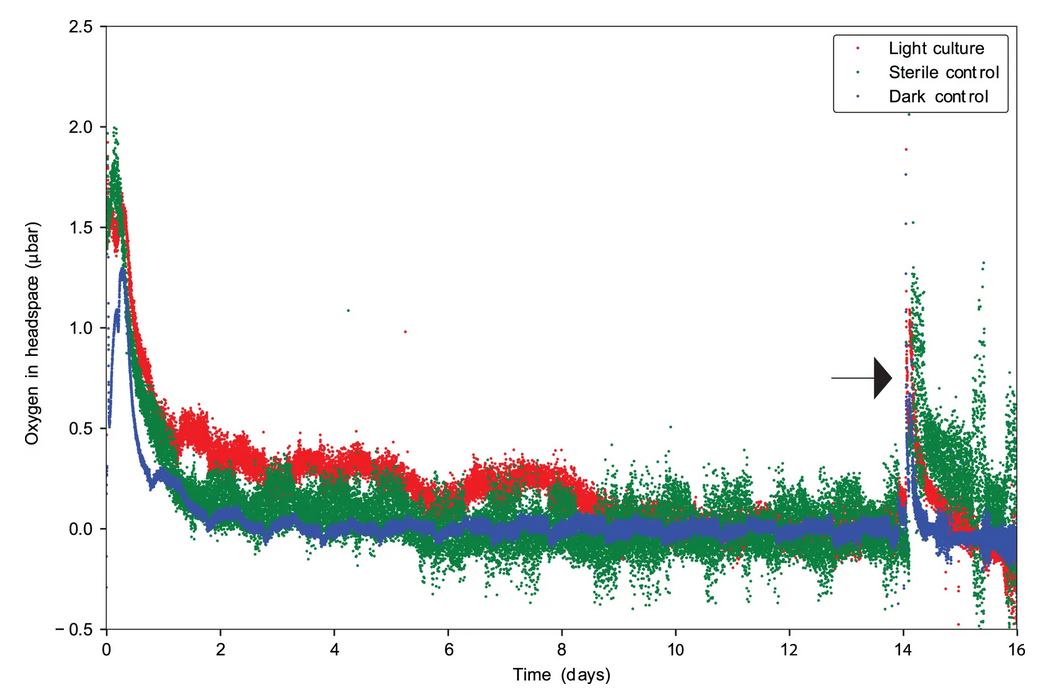 2.5
2.0
1.5
1.0
0.5
0.0
−0.5
Oxygen in headspace (μbar)
0 2 4 6 8 10 12 14 16
Time (days)
Light culture
Sterile control
Dark control